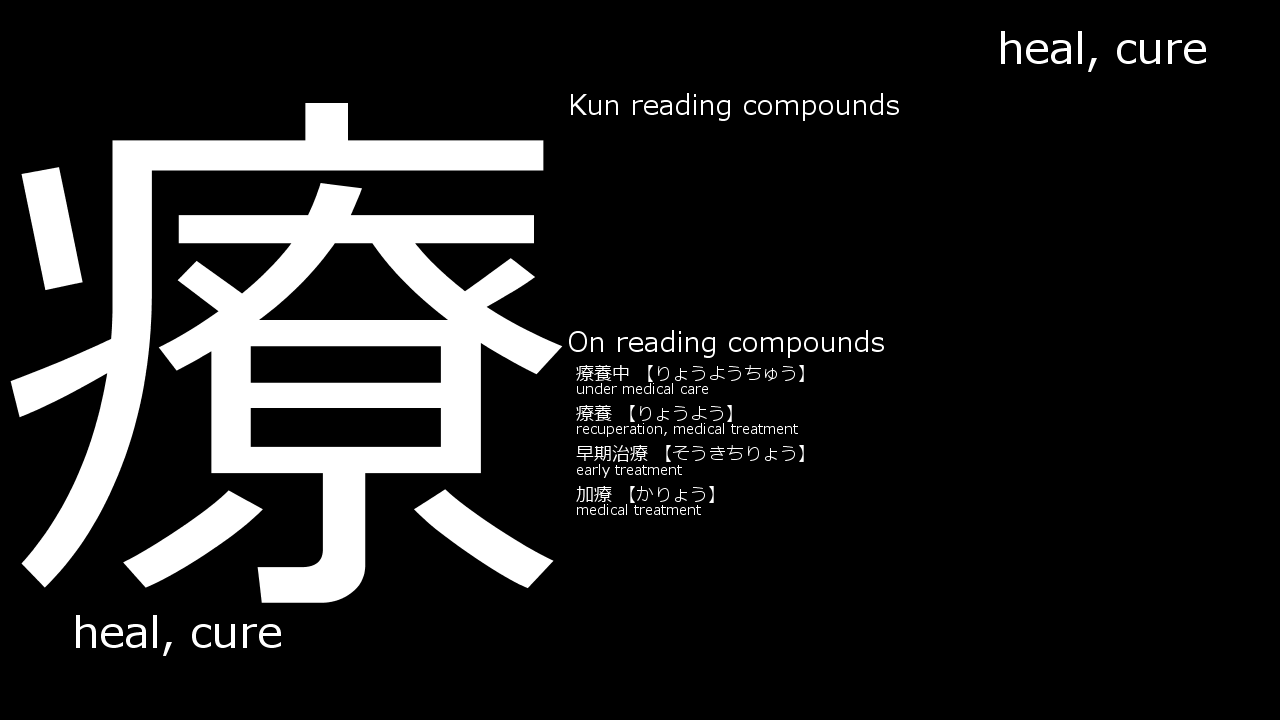 heal, cure
Kun reading compounds
療
On reading compounds
療養中 【りょうようちゅう】
under medical care
療養 【りょうよう】
recuperation, medical treatment
早期治療 【そうきちりょう】
early treatment
加療 【かりょう】
medical treatment
heal, cure